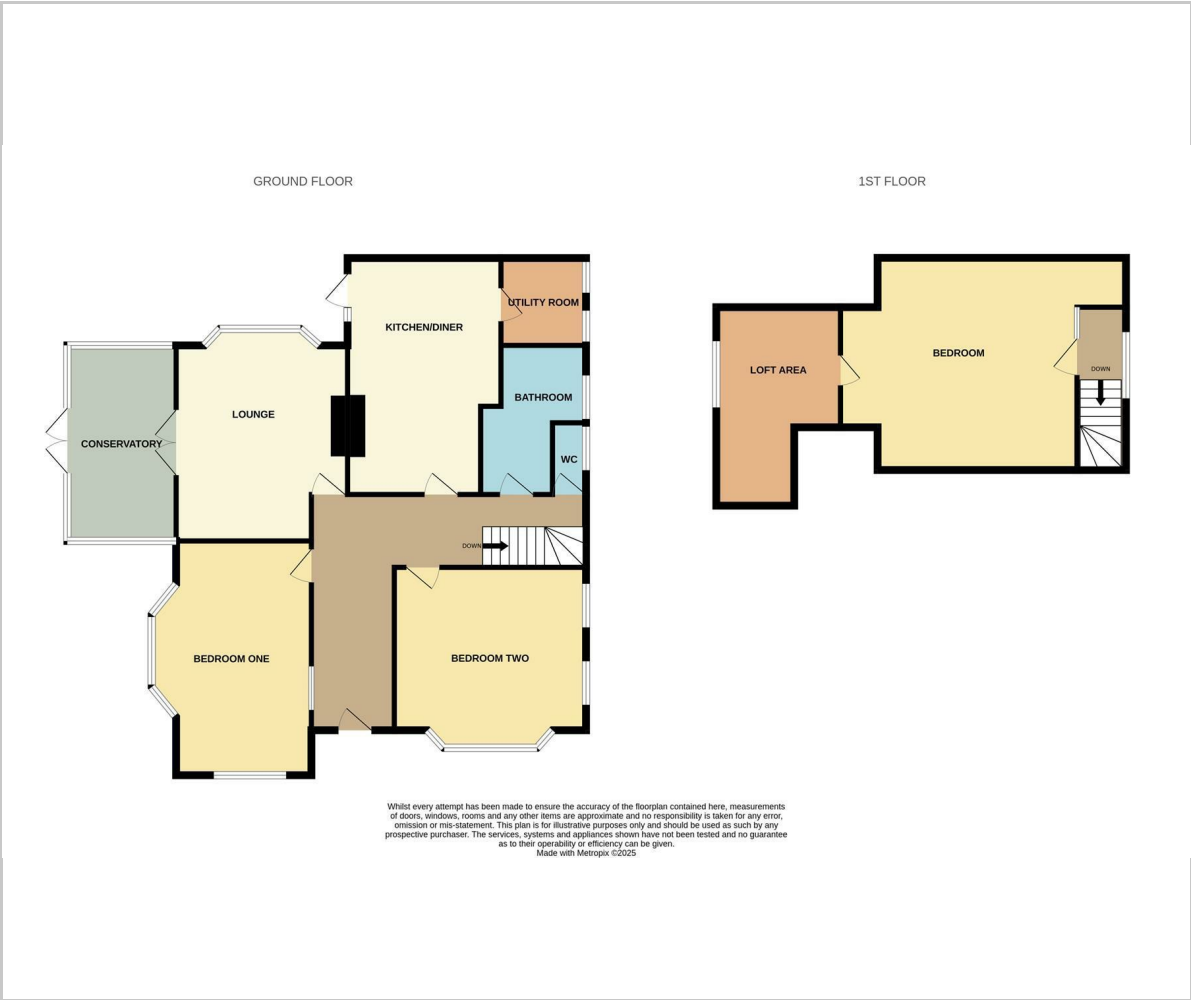 GROUND FLOOR
1ST FLOOR
UTILITY ROOM
KITCHEN/DINER
BATHROOM
LOUNGE
CONSERVATORY
WC
DOWN
BEDROOM ONE
BEDROOM TWO
BEDROOM
LOFT AREA
DOWN
Whilst every attempt has been made to ensure the accuracy of the floorplan contained here, measurements
of doors, windows, rooms and any other items are approximate and no responsibility is taken for any error,
omission or mis-statement. This plan is for illustrative purposes only and should be used as such by any
prospective purchaser. The services, systems and appliances shown have not been tested and no guarantee
as to their operability or efficiency can be given.
Made with Metropix ©2025